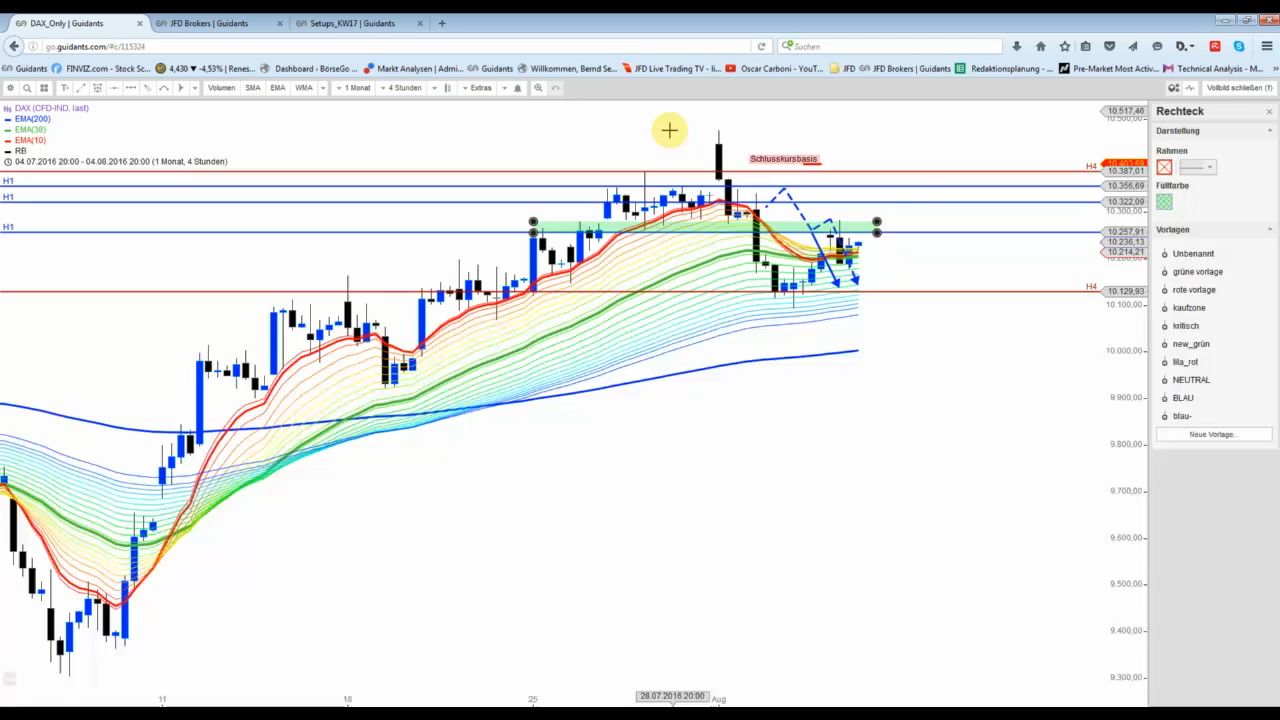 DAX_Only | Guidants × JFD Brokers | Guidants × Setups_KW17 | Guidants × +
go.guidants.com/#c/115324 Suchen
Guidants FINVIZ.com - Stock Sc... 4,430 ▼ -4,53% | Renes... Dashboard - BörseGo ... Markt Analysen | Admi... Guidants Willkommen, Bernd Se... JFD Live Trading TV - li... Oscar Carboni - YouT... JFD JFD Brokers | Guidants Redaktionsplanung - ... Pre-Market Most Activ... Technical Analysis - M...
Volumen SMA EMA WMA 1 Monat 4 Stunden Extras Vollbild schließen (f)
DAX (CFD-IND, last)
EMA(200)
EMA(38)
EMA(10)
RB
04.07.2016 20:00 - 04.08.2016 20:00 (1 Monat, 4 Stunden)
Schlusskursbasis
H4
H1
H1
H1
H4
10.517,46
10.500,00
10.387,01
10.356,69
10.322,09
10.300,00
10.257,91
10.236,13
10.214,21
10.129,93
10.100,00
10.000,00
9.900,00
9.800,00
9.700,00
9.600,00
9.500,00
9.400,00
9.300,00
11 18 25 28.07.2016 20:00 Aug
Rechteck
Darstellung
Rahmen
Füllfarbe
Vorlagen
Unbenannt
grüne vorlage
rote vorlage
kaufzone
kritisch
new_grün
lila_rot
NEUTRAL
BLAU
blau-
Neue Vorlage...